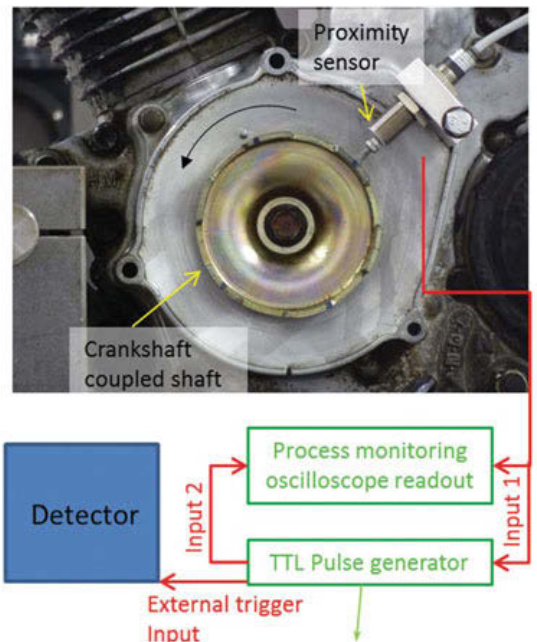 Proximity
sensor
Crankshaft
coupled shaft
Process monitoring
oscilloscope readout
Input 2
Input 1
Detector
TTL Pulse generator
External trigger
Input